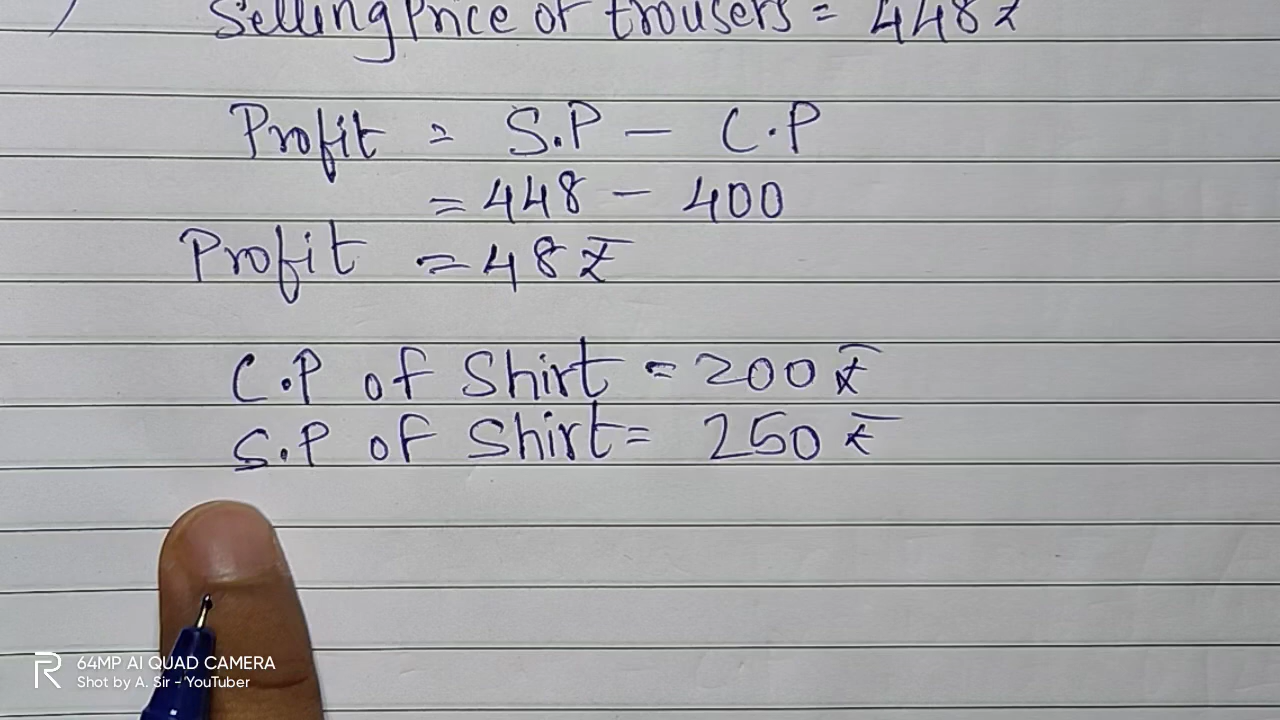 Selling Price of trousers = 448 ₹
Profit = S.P - C.P
= 448 - 400
Profit = 48 ₹
C.P of Shirt = 200 ₹
S.P of Shirt = 250 ₹
R
64MP AI QUAD CAMERA
Shot by A. Sir - YouTuber